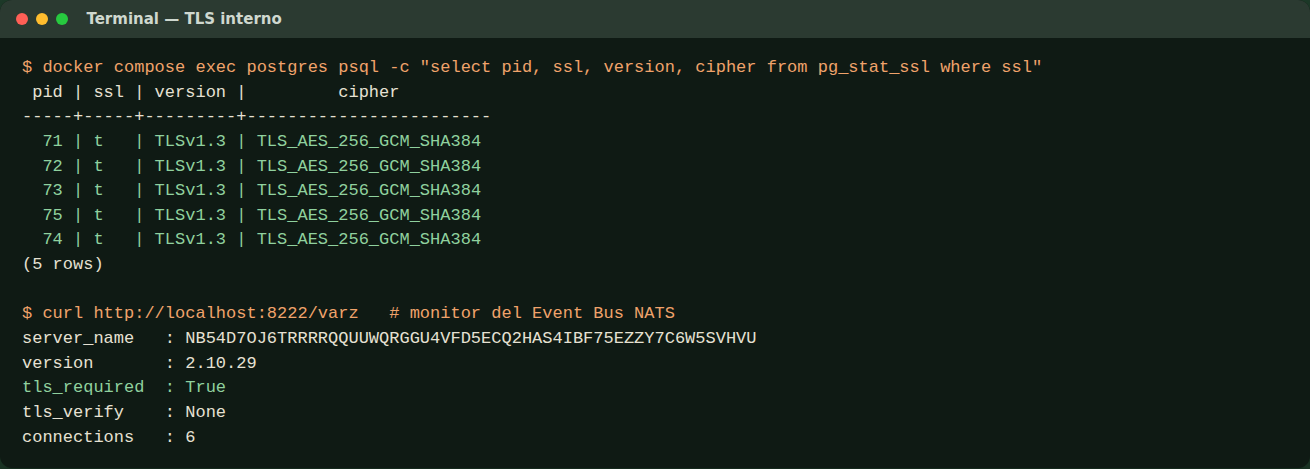 Terminal — TLS interno
$ docker compose exec postgres psql -c "select pid, ssl, version, cipher from pg_stat_ssl where ssl"
 pid | ssl | version |         cipher
-----+-----+---------+------------------------
  71 | t   | TLSv1.3 | TLS_AES_256_GCM_SHA384
  72 | t   | TLSv1.3 | TLS_AES_256_GCM_SHA384
  73 | t   | TLSv1.3 | TLS_AES_256_GCM_SHA384
  75 | t   | TLSv1.3 | TLS_AES_256_GCM_SHA384
  74 | t   | TLSv1.3 | TLS_AES_256_GCM_SHA384
(5 rows)
$ curl http://localhost:8222/varz   # monitor del Event Bus NATS
server_name   : NB54D7OJ6TRRRRQQUUWQRGGU4VFD5ECQ2HAS4IBF75EZZY7C6W5SVHVU
version       : 2.10.29
tls_required  : True
tls_verify    : None
connections   : 6